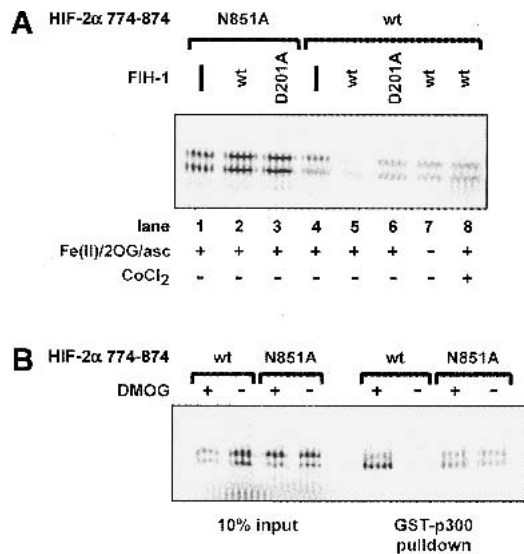 A
HIF-2α 774-874
N851A
wt
FIH-1
– wt D201A – wt D201A wt wt
lane 1 2 3 4 5 6 7 8
Fe(II)/2OG/asc + + + + + + – +
CoCl2 – – – – – – – +
B
HIF-2α 774-874
wt N851A wt N851A
DMOG + – + – + – + –
10% input
GST-p300
pulldown